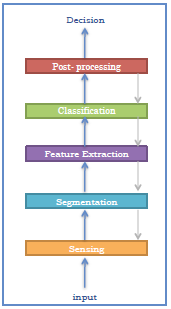 Decision
Post- processing
Classification
Feature Extraction
Segmentation
Sensing
input